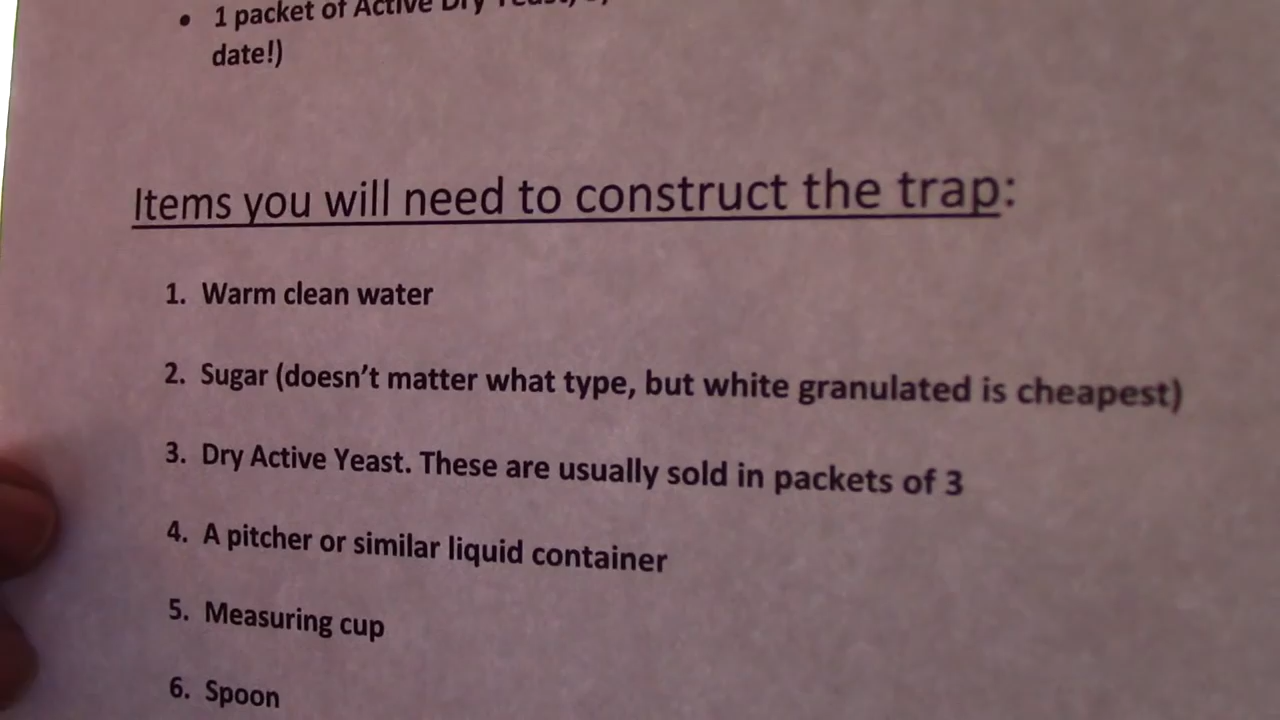 • 1 packet of Active Dry Yeast,
date!)
Items you will need to construct the trap:
1. Warm clean water
2. Sugar (doesn't matter what type, but white granulated is cheapest)
3. Dry Active Yeast. These are usually sold in packets of 3
4. A pitcher or similar liquid container
5. Measuring cup
6. Spoon